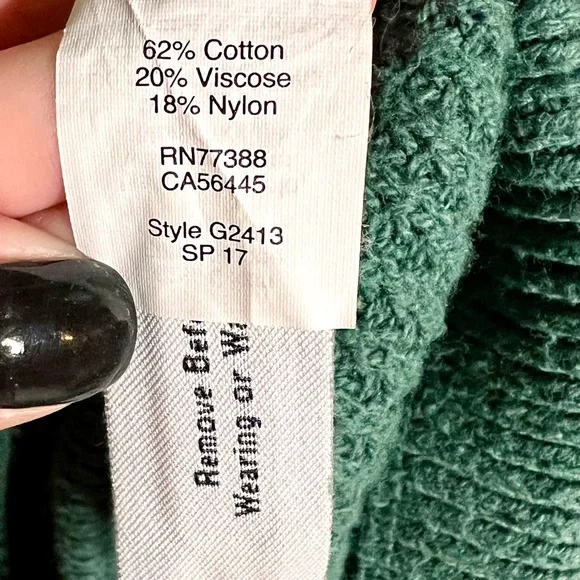 62% Cotton
20% Viscose
18% Nylon
RN77388
CA56445
Style G2413
SP 17
Remove
Wearing or